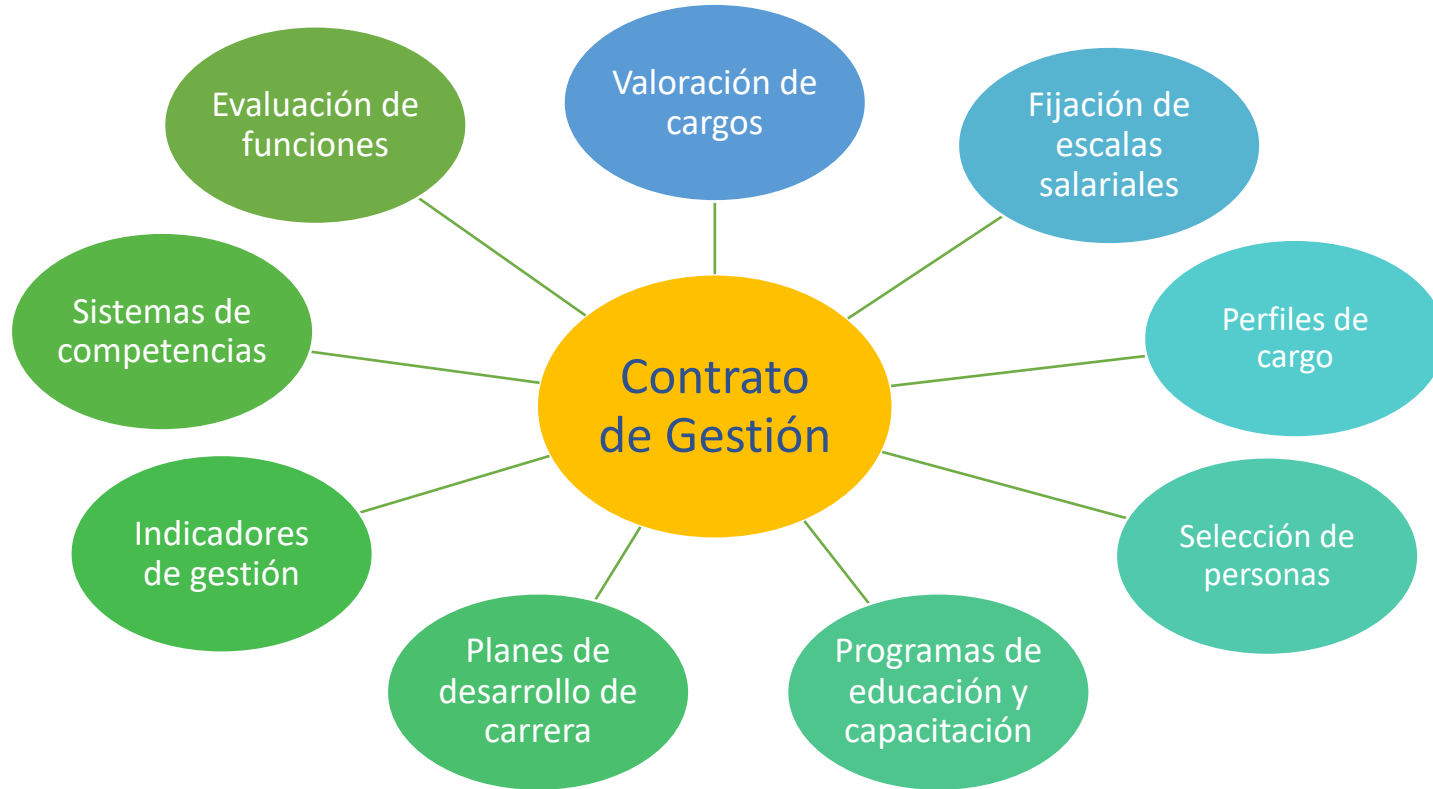 Valoración de
cargos
Fijación de
escalas
salariales
Perfiles de
cargo
Selección de
personas
Programas de
educación y
capacitación
Planes de
desarrollo de
carrera
Indicadores
de gestión
Sistemas de
competencias
Evaluación de
funciones
Contrato
de Gestión